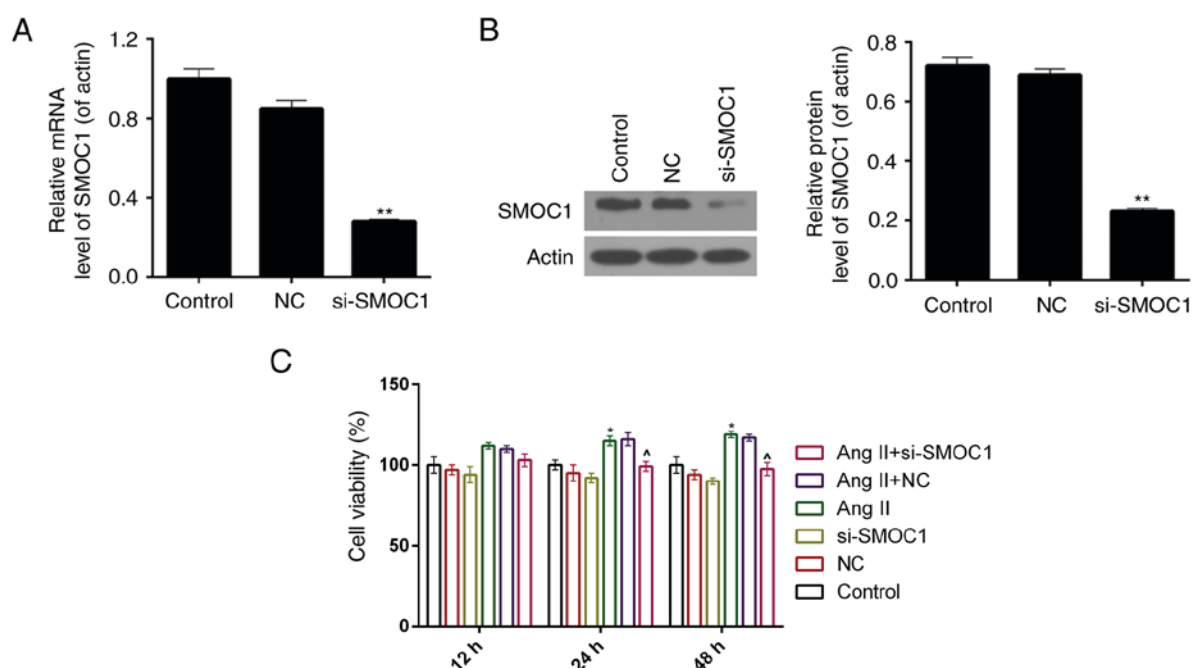 A
Relative mRNA
level of SMOC1 (of actin)
1.2
0.8
0.4
0.0
**
Control
NC
si-SMOC1
B
Control
NC
si-SMOC1
SMOC1
Actin
Relative protein
level of SMOC1 (of actin)
0.8
0.6
0.4
0.2
0.0
**
Control
NC
si-SMOC1
C
Cell viability (%)
150
100
50
0
*
^
*
^
12 h
24 h
48 h
Ang II+si-SMOC1
Ang II+NC
Ang II
si-SMOC1
NC
Control